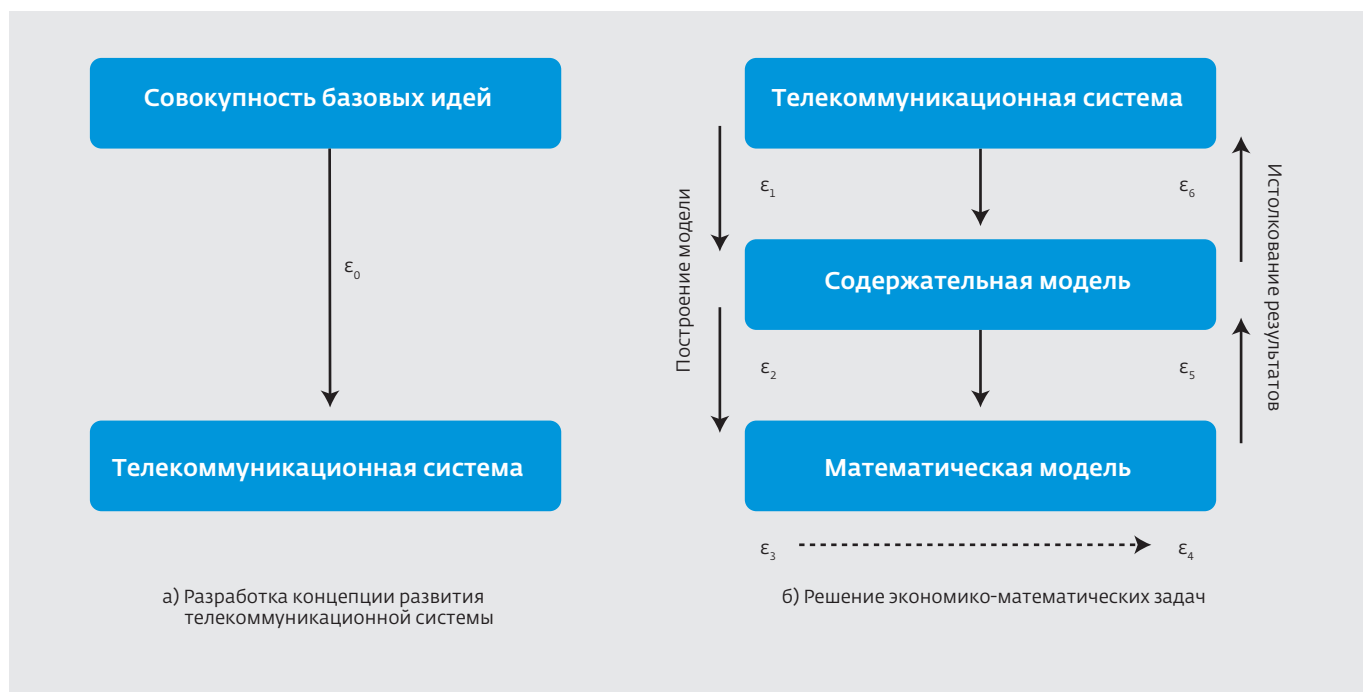 Совокупность базовых идей
ε₀
Телекоммуникационная система
а) Разработка концепции развития
телекоммуникационной системы
Телекоммуникационная система
Построение модели
ε₁
ε₆
Истолкование результатов
Содержательная модель
ε₂
ε₅
Математическая модель
ε₃
ε₄
б) Решение экономико-математических задач